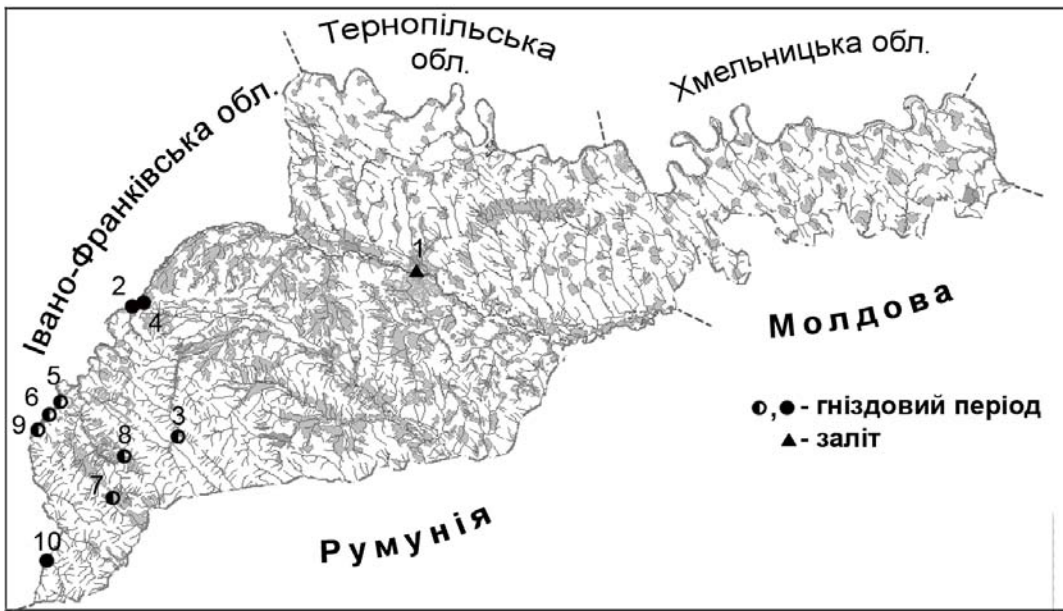 Тернопільська
обл.
Хмельницька обл.
Івано-Франківська обл.
1
2
4
Молдова
5
6
9
3
8
7
◐,● - гніздовий період
▲ - заліт
10
Румунія